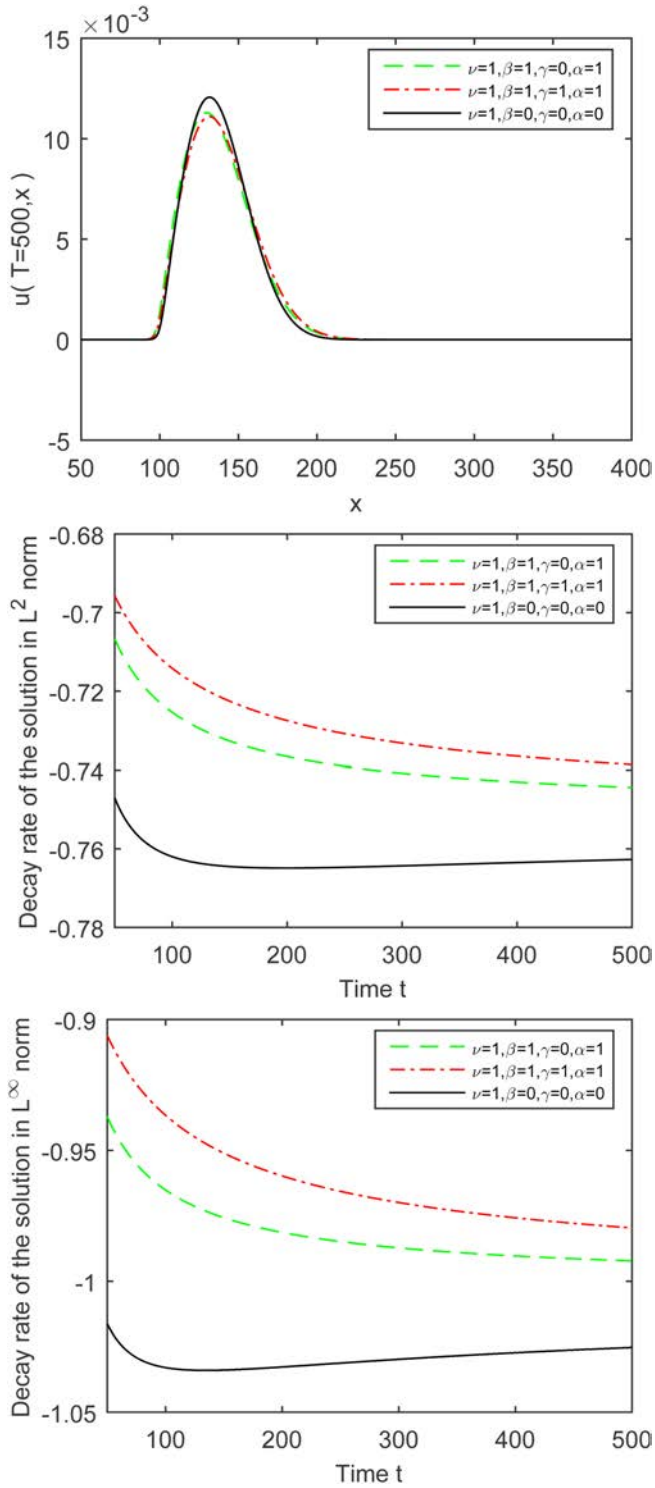 × 10⁻³
15
10
5
0
-5
u( T=500,x )
ν=1,β=1,γ=0,α=1
ν=1,β=1,γ=1,α=1
ν=1,β=0,γ=0,α=0
50 100 150 200 250 300 350 400
x
-0.68
-0.7
-0.72
-0.74
-0.76
-0.78
Decay rate of the solution in L² norm
ν=1,β=1,γ=0,α=1
ν=1,β=1,γ=1,α=1
ν=1,β=0,γ=0,α=0
100 200 300 400 500
Time t
-0.9
-0.95
-1
-1.05
Decay rate of the solution in L^∞ norm
ν=1,β=1,γ=0,α=1
ν=1,β=1,γ=1,α=1
ν=1,β=0,γ=0,α=0
100 200 300 400 500
Time t